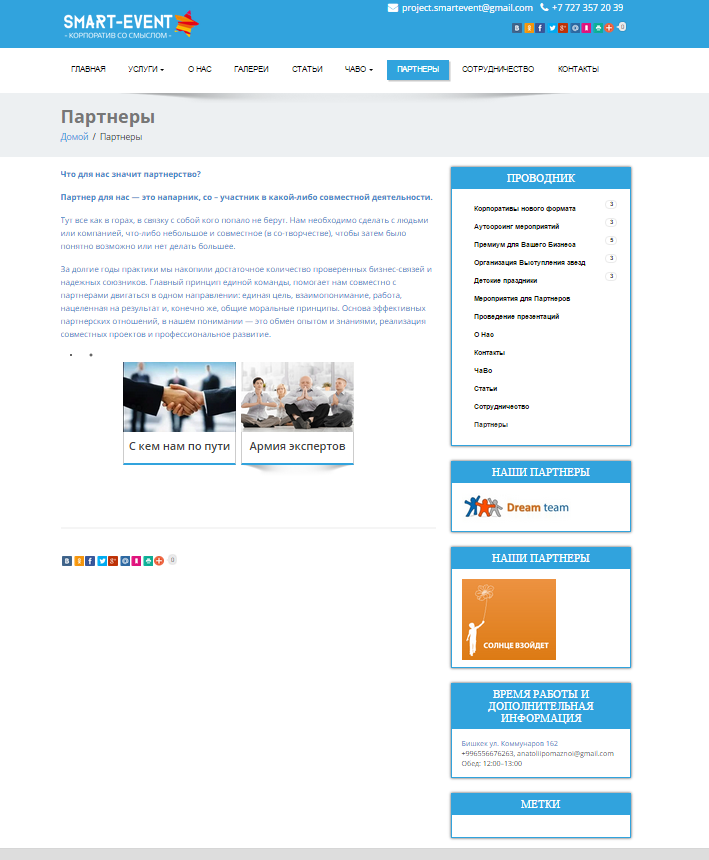 SMART-EVENT
- КОРПОРАТИВ СО СМЫСЛОМ -
project.smartevent@gmail.com +7 727 357 20 39
0
ГЛАВНАЯ УСЛУГИ О НАС ГАЛЕРЕИ СТАТЬИ ЧАВО ПАРТНЕРЫ СОТРУДНИЧЕСТВО КОНТАКТЫ
Партнеры
Домой / Партнеры
Что для нас значит партнерство?
Партнер для нас — это напарник, со – участник в какой-либо совместной деятельности.
Тут все как в горах, в связку с собой кого попало не берут. Нам необходимо сделать с людьми
или компанией, что-либо небольшое и совместное (в со-творчестве), чтобы затем было
понятно возможно или нет делать большее.
За долгие годы практики мы накопили достаточное количество проверенных бизнес-связей и
надежных союзников. Главный принцип единой команды, помогает нам совместно с
партнерами двигаться в одном направлении: единая цель, взаимопонимание, работа,
нацеленная на результат и, конечно же, общие моральные принципы. Основа эффективных
партнерских отношений, в нашем понимании — это обмен опытом и знаниями, реализация
совместных проектов и профессиональное развитие.
С кем нам по пути
Армия экспертов
0
ПРОВОДНИК
Корпоративы нового формата 3
Аутсорсинг мероприятий 3
Премиум для Вашего Бизнеса 5
Организация Выступления звезд 3
Детские праздники 3
Мероприятия для Партнеров
Проведение презентаций
О Нас
Контакты
ЧаВо
Статьи
Сотрудничество
Партнеры
НАШИ ПАРТНЕРЫ
Dream team
НАШИ ПАРТНЕРЫ
СОЛНЦЕ ВЗОЙДЕТ
ВРЕМЯ РАБОТЫ И
ДОПОЛНИТЕЛЬНАЯ
ИНФОРМАЦИЯ
Бишкек ул. Коммунаров 162
+996556676263, anatoliipomaznoi@gmail.com
Обед: 12:00–13:00
МЕТКИ